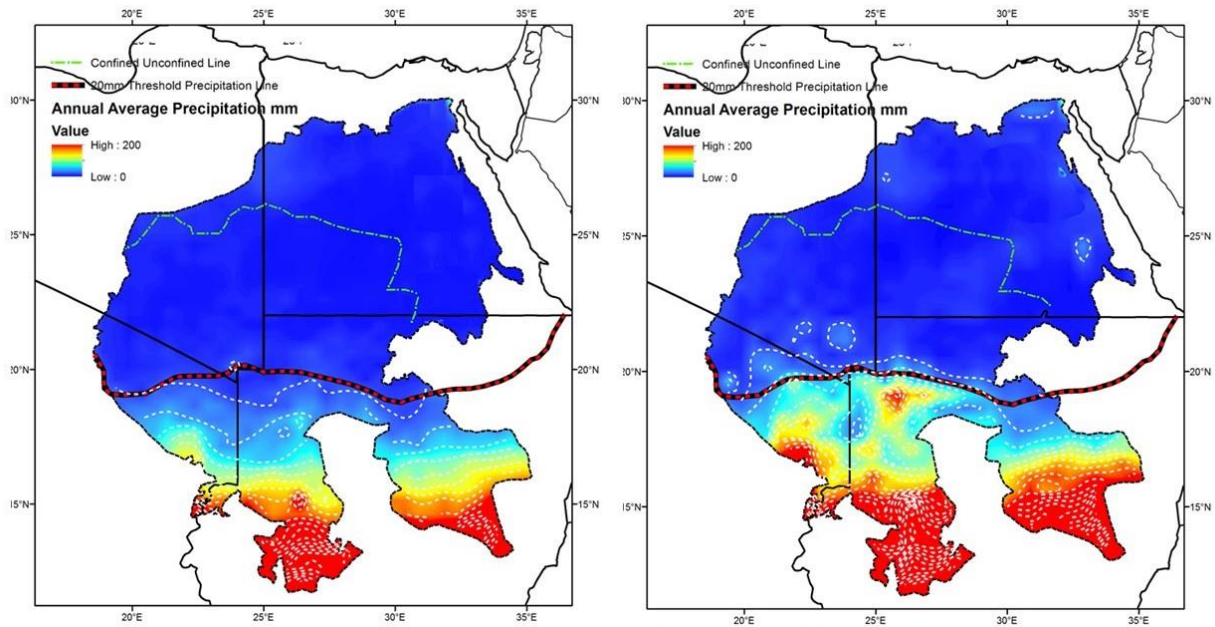 20°E 25°E 30°E 35°E
Confined Unconfined Line
20mm Threshold Precipitation Line
Annual Average Precipitation mm
Value
High : 200
Low : 0
30°N
25°N
20°N
15°N
20°E 25°E 30°E 35°E
20°E 25°E 30°E 35°E
Confined Unconfined Line
20mm Threshold Precipitation Line
Annual Average Precipitation mm
Value
High : 200
Low : 0
30°N 30°N
25°N 25°N
20°N 20°N
15°N 15°N
20°E 25°E 30°E 35°E